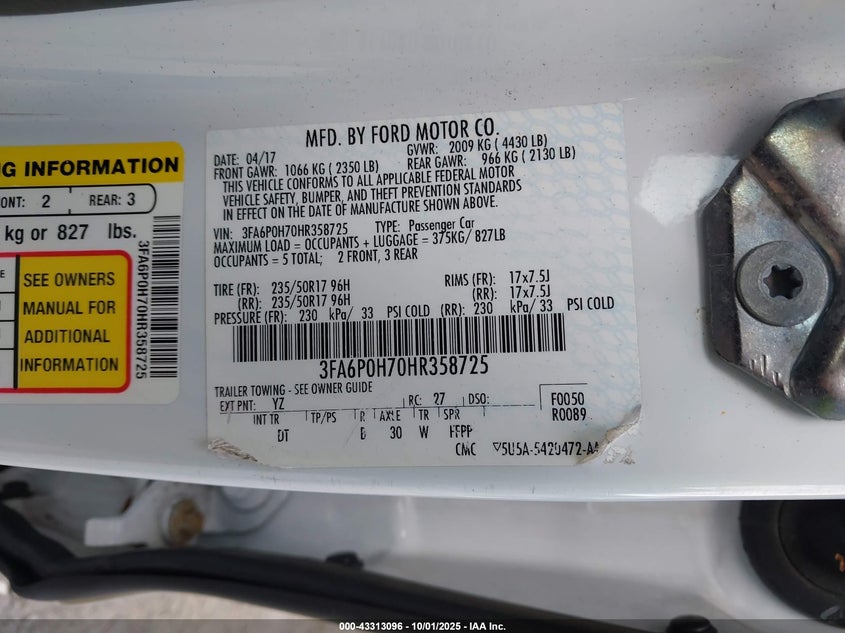 MFD. BY FORD MOTOR CO.
DATE: 04/17 GVWR: 2009 KG ( 4430 LB)
FRONT GAWR: 1066 KG ( 2350 LB) REAR GAWR: 966 KG ( 2130 LB)
THIS VEHICLE CONFORMS TO ALL APPLICABLE FEDERAL MOTOR
VEHICLE SAFETY, BUMPER, AND THEFT PREVENTION STANDARDS
IN EFFECT ON THE DATE OF MANUFACTURE SHOWN ABOVE.
VIN: 3FA6P0H70HR358725 TYPE: Passenger Car
MAXIMUM LOAD = OCCUPANTS + LUGGAGE = 375KG/ 827LB
OCCUPANTS = 5 TOTAL; 2 FRONT, 3 REAR
TIRE (FR): 235/50R17 96H RIMS (FR): 17x7.5J
(RR): 235/50R17 96H (RR): 17x7.5J
PRESSURE (FR): 230 kPa/ 33 PSI COLD (RR): 230 kPa/ 33 PSI COLD
3FA6P0H70HR358725
TRAILER TOWING - SEE OWNER GUIDE
EXT PNT: YZ RC: 27 DSO: F0050
INT TR TP/PS R AXLE TR SPR R0089
DT B 30 W FFPP
CMC 5U5A-5420472-AA
INFORMATION
2 REAR: 3
kg or 827 lbs.
SEE OWNERS
MANUAL FOR
ADDITIONAL
INFORMATION
3FA6P0H70HR358725
000-43313096 - 10/01/2025 - IAA Inc.